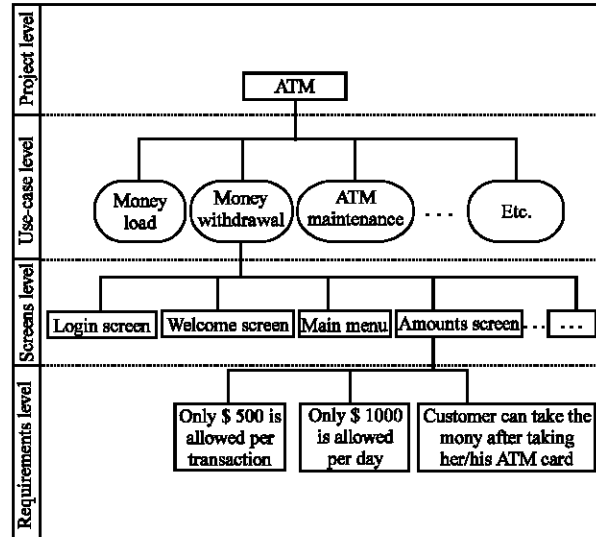 Project level
ATM
Use-case level
Money
load
Money
withdrawal
ATM
maintenance
...
Etc.
Screens level
Login screen
Welcome screen
Main menu
Amounts screen
...
...
Requirements level
Only $ 500 is
allowed per
transaction
Only $ 1000
is allowed
per day
Customer can take the
mony after taking
her/his ATM card